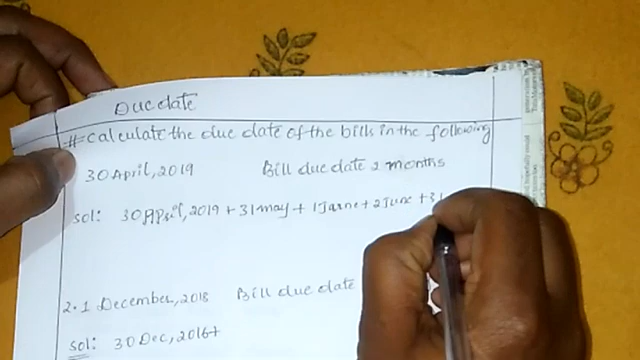 Due date
# calculate the due date of the bills in the following
30 April, 2019 Bill due date 2 months
Sol: 30 April, 2019 + 31 may + 1 June + 2 June + 31
2. 1 December, 2018 Bill due date
Sol: 30 Dec, 2016+